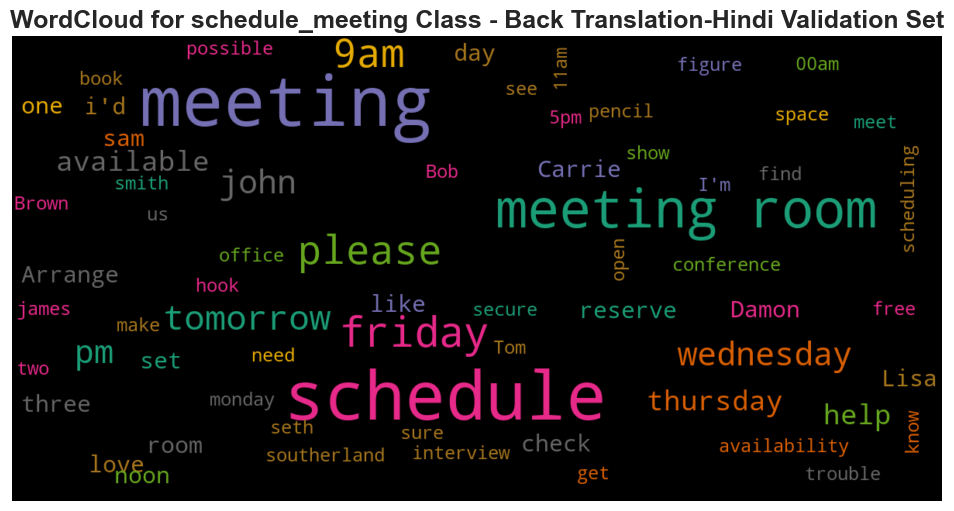 WordCloud for schedule_meeting Class - Back Translation-Hindi Validation Set
possible
9am
day
11am
figure
00am
book
see
one
i'd
meeting
5pm
pencil
space
meet
sam
available
smith
john
Bob
Carrie
show
I'm
find
scheduling
Brown
us
meeting room
office
please
open
conference
Arrange
hook
james
make
tomorrow
like
secure
reserve
Damon
free
friday
pm
set
need
Tom
wednesday
two
schedule
Lisa
three
monday
thursday
help
know
seth
sure
room
southerland
interview
check
availability
love
noon
get
trouble